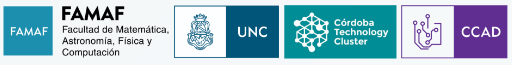 FAMAF
FAMAF
Facultad de Matemática,
Astronomía, Física y
Computación
UNC
Córdoba
Technology
Cluster
CCAD